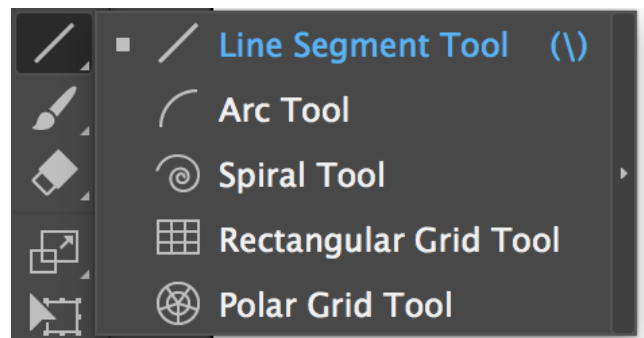 Line Segment Tool (\)
Arc Tool
Spiral Tool
Rectangular Grid Tool
Polar Grid Tool